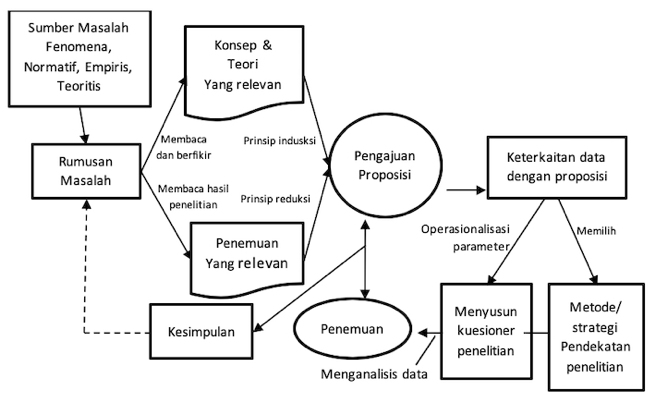 Sumber Masalah
Fenomena,
Normatif, Empiris,
Teoritis
Konsep &
Teori
Yang relevan
Membaca
dan berfikir
Prinsip indusksi
Pengajuan
Proposisi
Keterkaitan data
dengan proposisi
Rumusan
Masalah
Membaca hasil
penelitian
Prinsip reduksi
Penemuan
Yang relevan
Operasionalisasi
parameter
Memilih
Kesimpulan
Penemuan
Menyusun
kuesioner
penelitian
Metode/
strategi
Pendekatan
penelitian
Menganalisis data